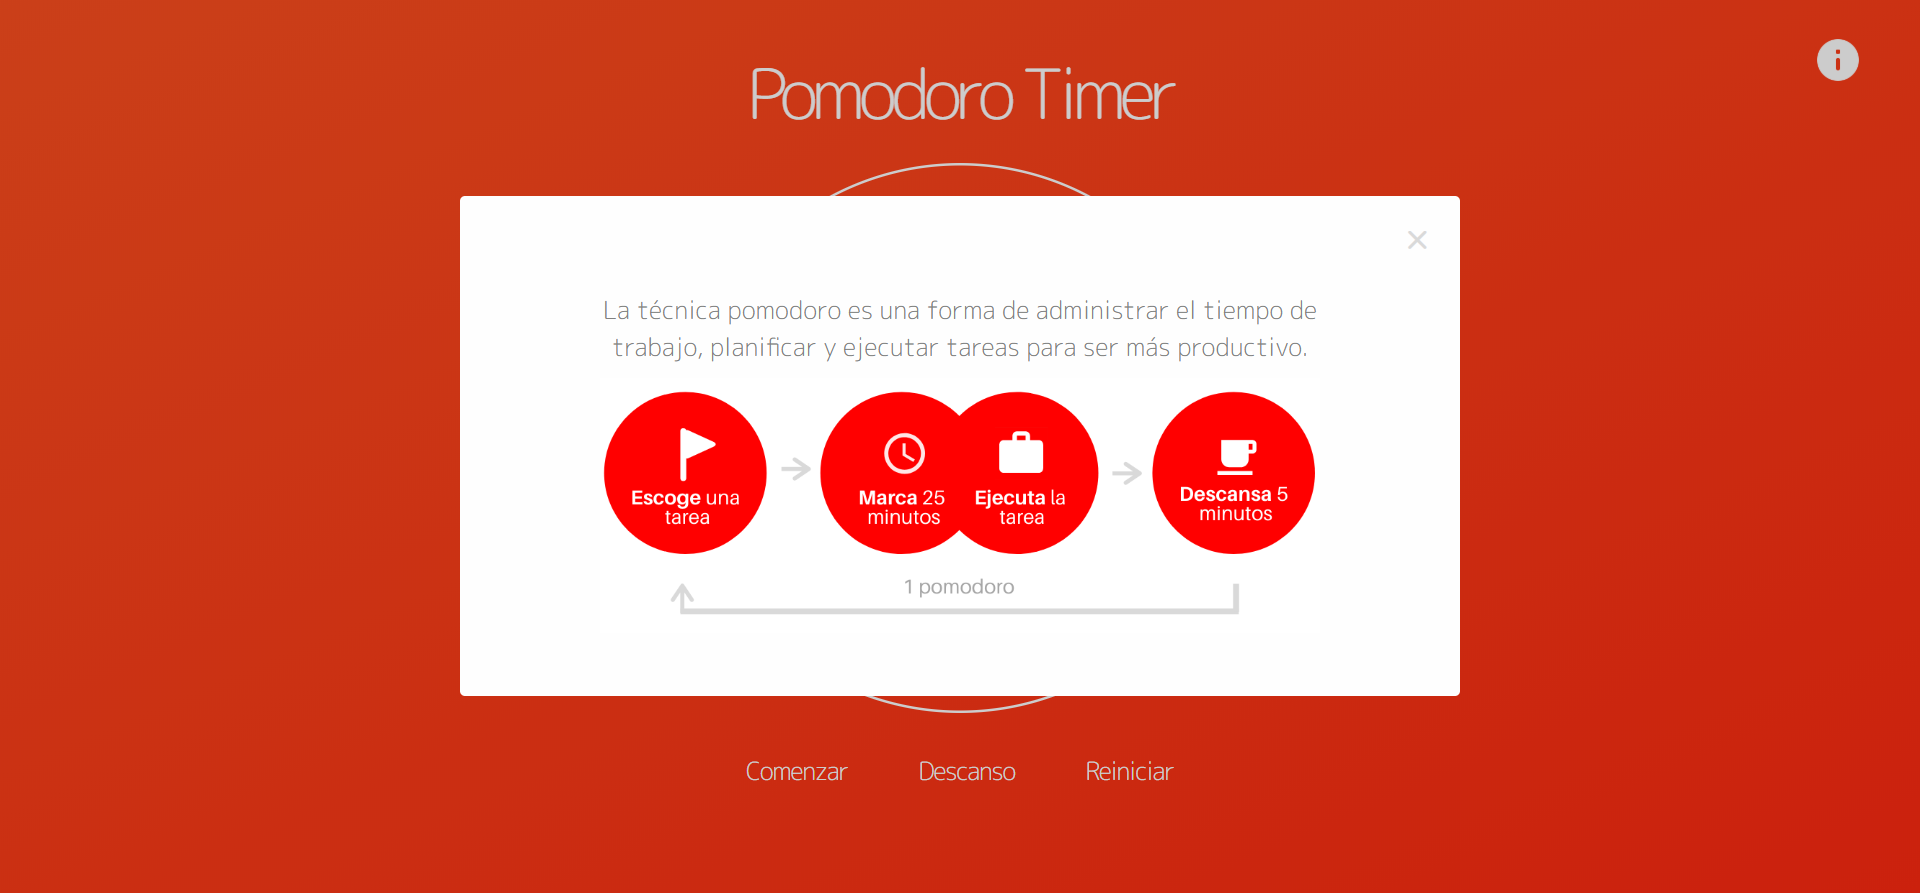 Pomodoro Timer
La técnica pomodoro es una forma de administrar el tiempo de
trabajo, planificar y ejecutar tareas para ser más productivo.
Escoge una
tarea
Marca 25
minutos
Ejecuta la
tarea
Descansa 5
minutos
1 pomodoro
Comenzar
Descanso
Reiniciar